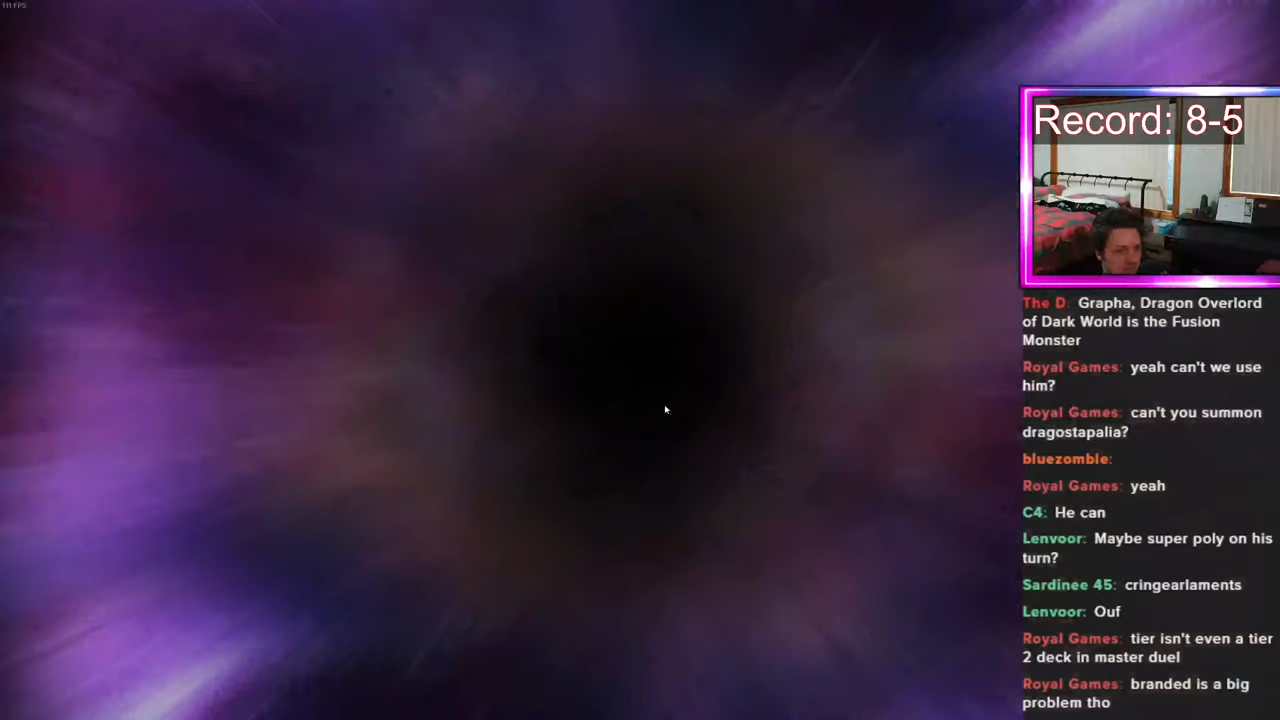 111 FPS
Record: 8-5
The D: Grapha, Dragon Overlord
of Dark World is the Fusion
Monster
Royal Games: yeah can't we use
him?
Royal Games: can't you summon
dragostapalia?
bluezomble:
Royal Games: yeah
C4: He can
Lenvoor: Maybe super poly on his
turn?
Sardinee 45: cringearlaments
Lenvoor: Ouf
Royal Games: tier isn't even a tier
2 deck in master duel
Royal Games: branded is a big
problem tho